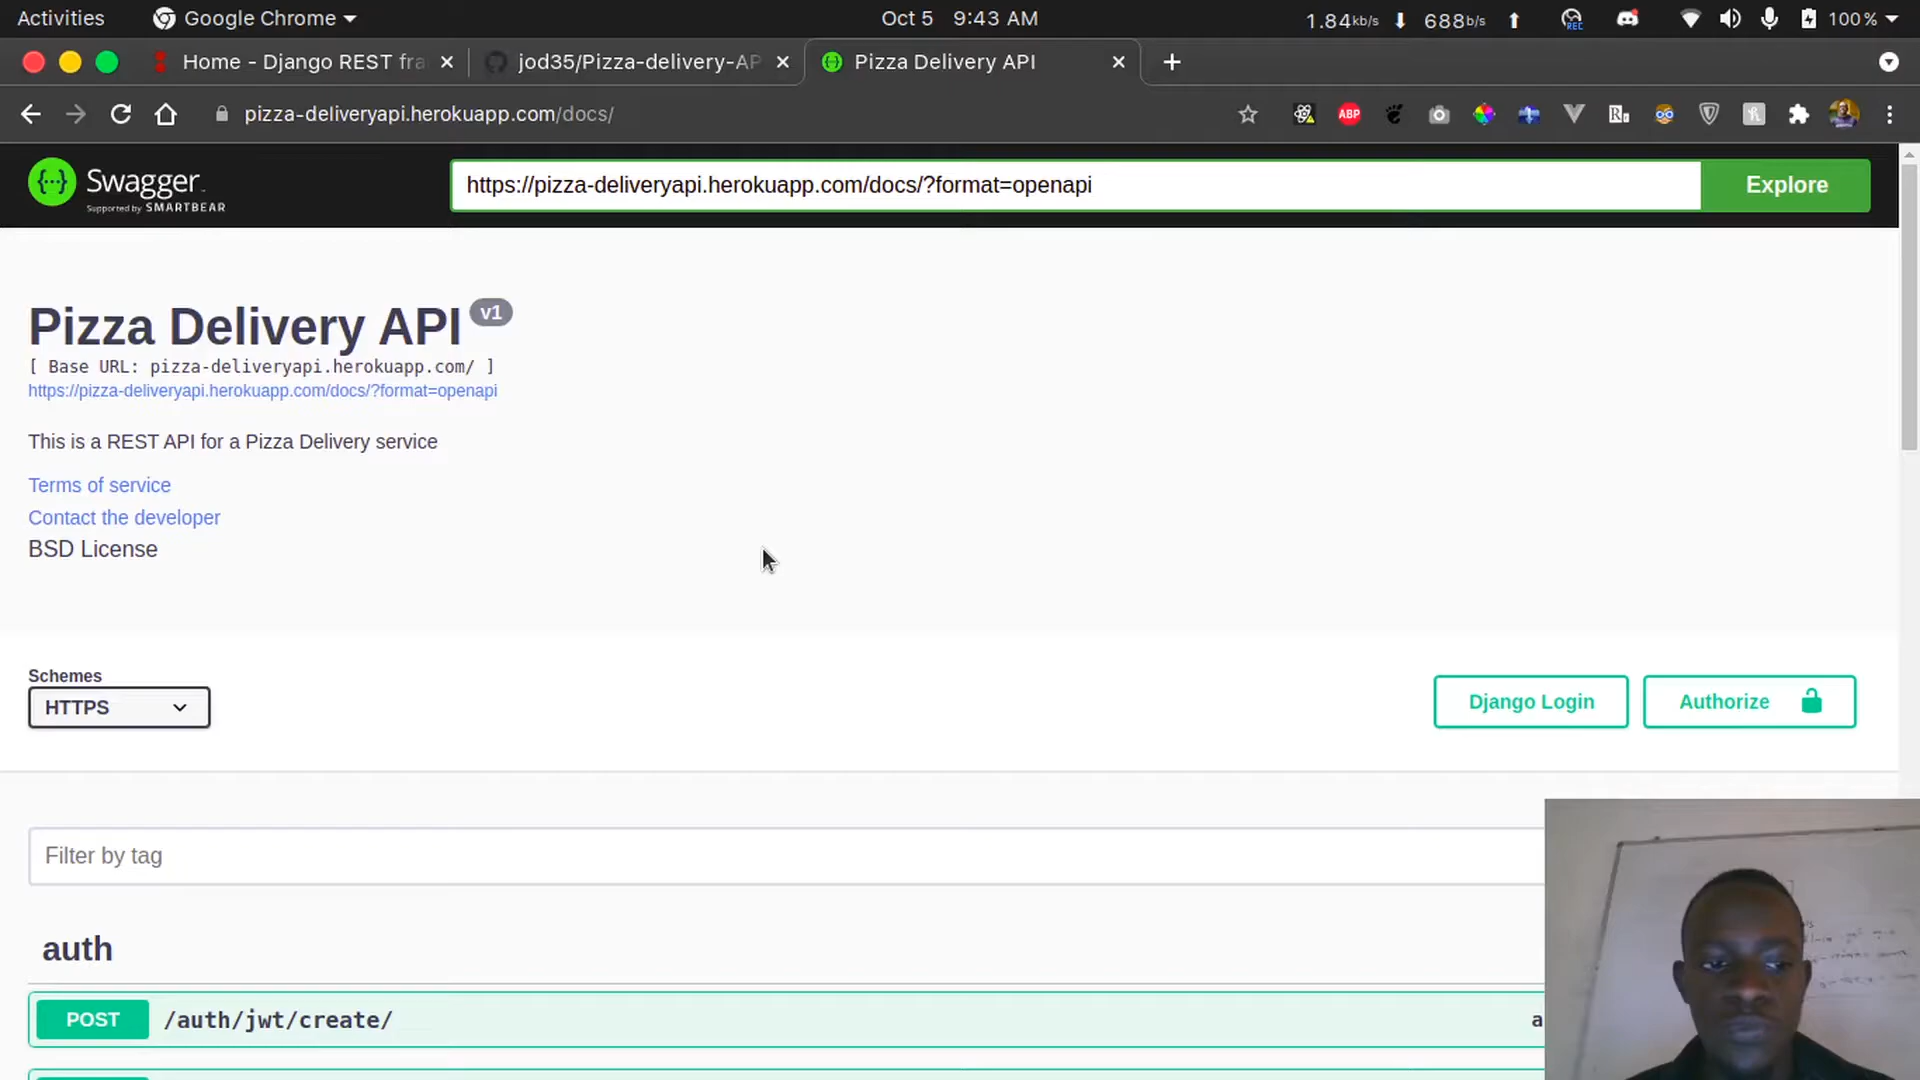 Activities
Google Chrome
Oct 5 9:43 AM
1.84kb/s 688b/s 100 %
Home - Django REST fra
jod35/Pizza-delivery-AP
Pizza Delivery API
pizza-deliveryapi.herokuapp.com/docs/
ABP
Swagger
Supported by SMARTBEAR
https://pizza-deliveryapi.herokuapp.com/docs/?format=openapi
Explore
Pizza Delivery API v1
[ Base URL: pizza-deliveryapi.herokuapp.com/ ]
https://pizza-deliveryapi.herokuapp.com/docs/?format=openapi
This is a REST API for a Pizza Delivery service
Terms of service
Contact the developer
BSD License
Schemes
HTTPS
Django Login
Authorize
Filter by tag
auth
POST /auth/jwt/create/
a